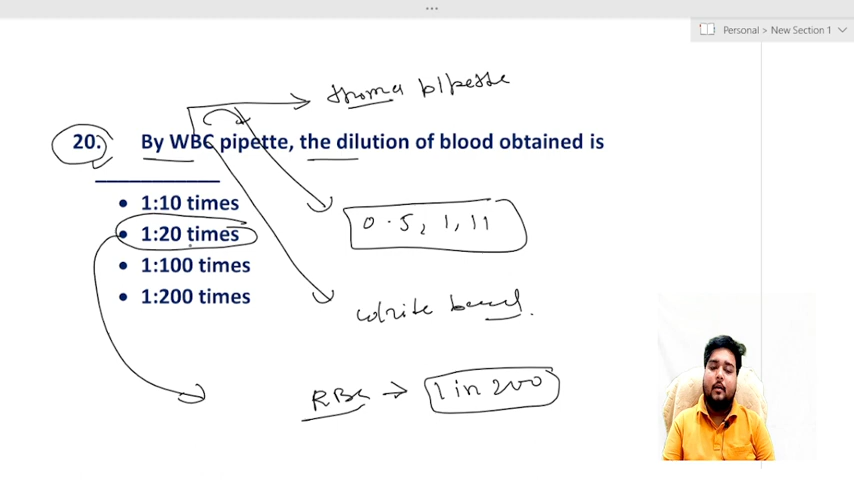 Personal > New Section 1
thoma pipette
20. By WBC pipette, the dilution of blood obtained is
__________
• 1:10 times
• 1:20 times
• 1:100 times
• 1:200 times
0.5, 1, 11
White bead.
RBC → 1 in 200